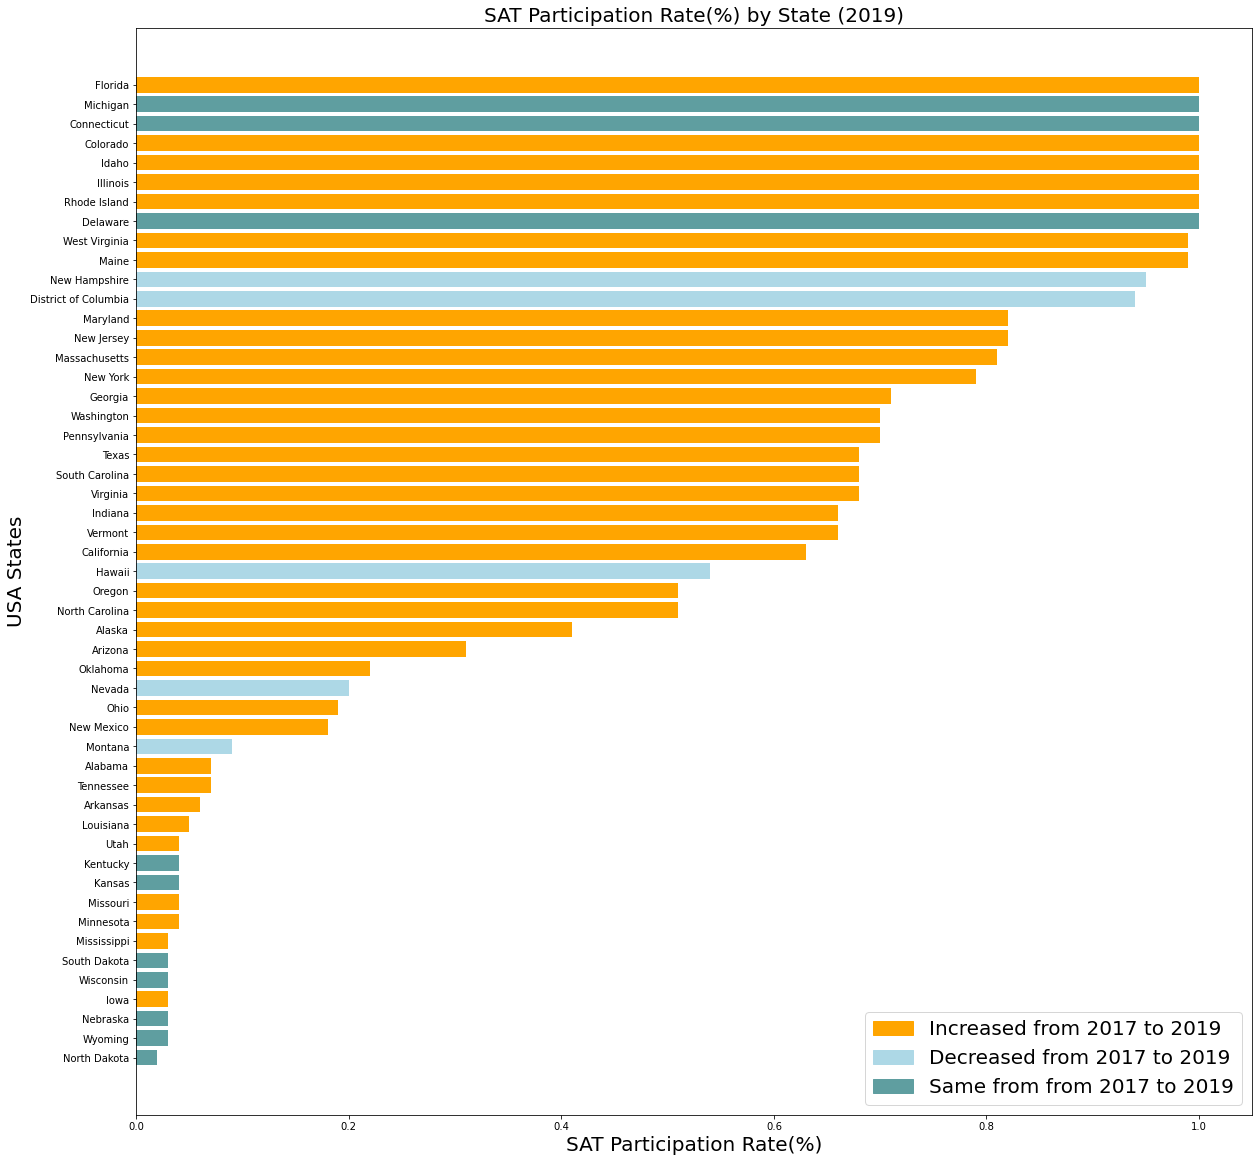 SAT Participation Rate(%) by State (2019)
Florida
Michigan
Connecticut
Colorado
Idaho
Illinois
Rhode Island
Delaware
West Virginia
Maine
New Hampshire
District of Columbia
Maryland
New Jersey
Massachusetts
New York
Georgia
Washington
Pennsylvania
Texas
South Carolina
Virginia
Indiana
Vermont
California
Hawaii
Oregon
North Carolina
Alaska
Arizona
Oklahoma
Nevada
Ohio
New Mexico
Montana
Alabama
Tennessee
Arkansas
Louisiana
Utah
Kentucky
Kansas
Missouri
Minnesota
Mississippi
South Dakota
Wisconsin
Iowa
Nebraska
Wyoming
North Dakota
USA States
Increased from 2017 to 2019
Decreased from 2017 to 2019
Same from from 2017 to 2019
0.0 0.2 0.4 0.6 0.8 1.0
SAT Participation Rate(%)